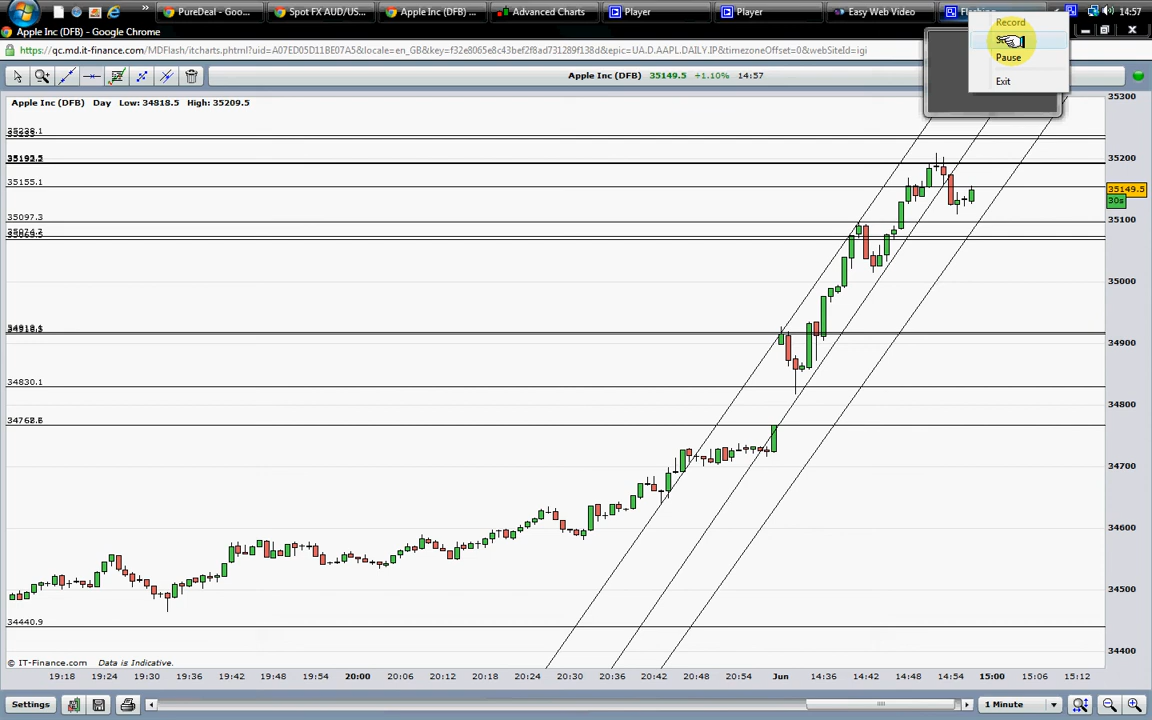 PureDeal - Goo...
Spot FX AUD/US...
Apple Inc (DFB) ...
Advanced Charts
Player
Player
Easy Web Video
14:57
Record
Pause
Exit
Apple Inc (DFB) - Google Chrome
https://qc.md.it-finance.com/MDFlash/itcharts.phtml?uid=A07ED05D11BE07A5&locale=en_GB&key=f32e8065e8c43bef2f8ad731289f138d&epic=UA.D.AAPL.DAILY.IP&timezoneOffset=0&webSiteId=igi
Apple Inc (DFB) 35149.5 +1.10% 14:57
Apple Inc (DFB) Day Low: 34818.5 High: 35209.5
35300
35238.1
35200
35155.1
35149.5
30s
35097.3
35100
35000
34900
34830.1
34800
34700
34600
34500
34440.9
34400
© IT-Finance.com Data is Indicative.
19:18 19:24 19:30 19:36 19:42 19:48 19:54 20:00 20:06 20:12 20:18 20:24 20:30 20:36 20:42 20:48 20:54 Jun 14:36 14:42 14:48 14:54 15:00 15:06 15:12
Settings
1 Minute